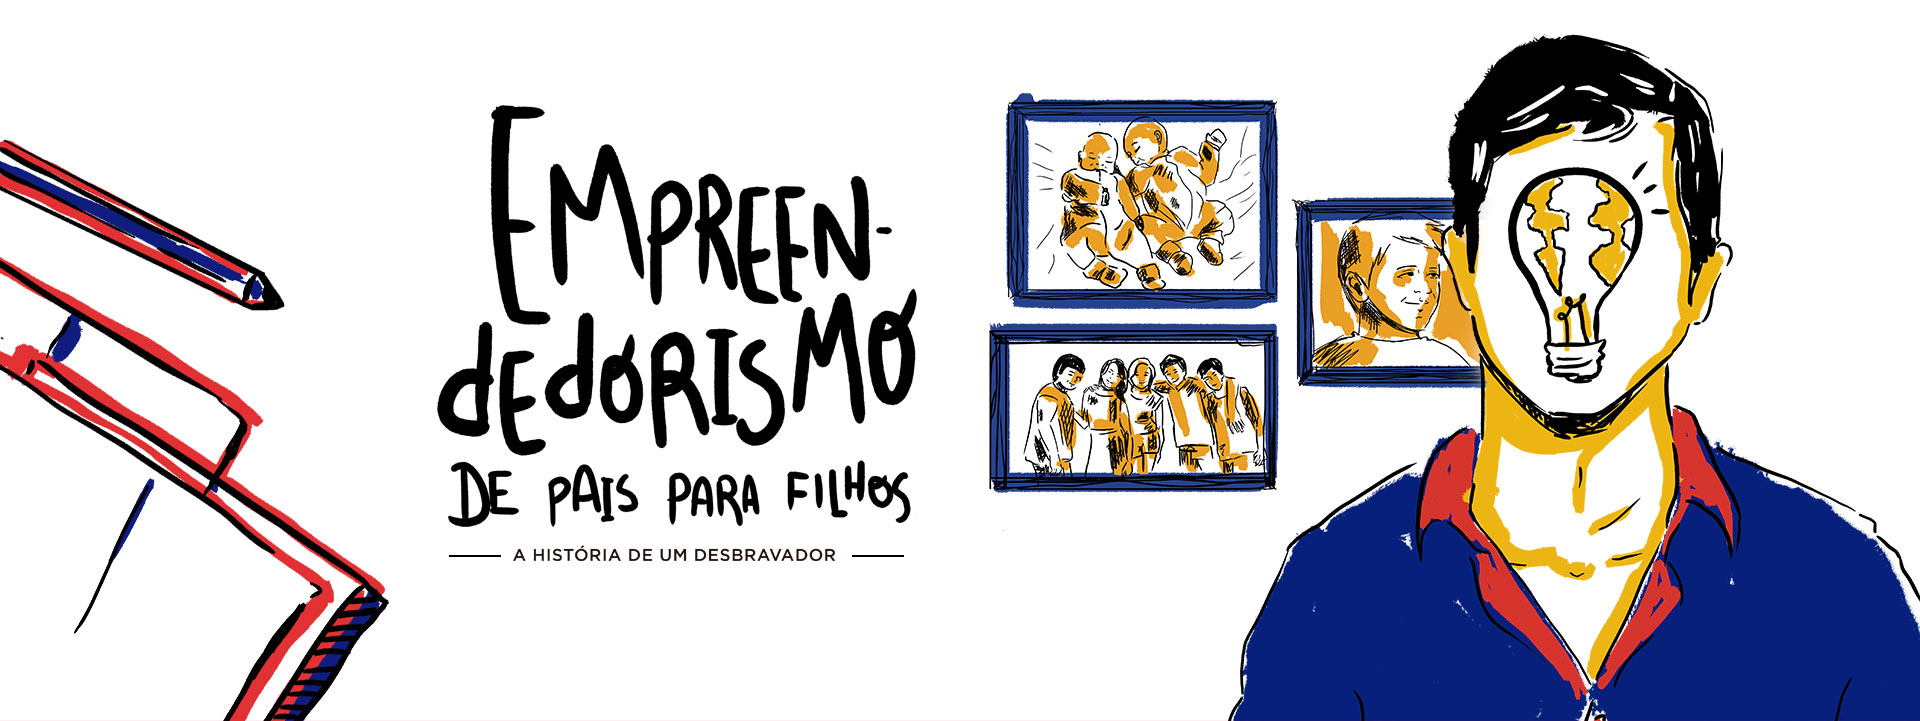 EMPREEN-
dEdORISMO
DE PAIS PARA FILHOS
A HISTÓRIA DE UM DESBRAVADOR